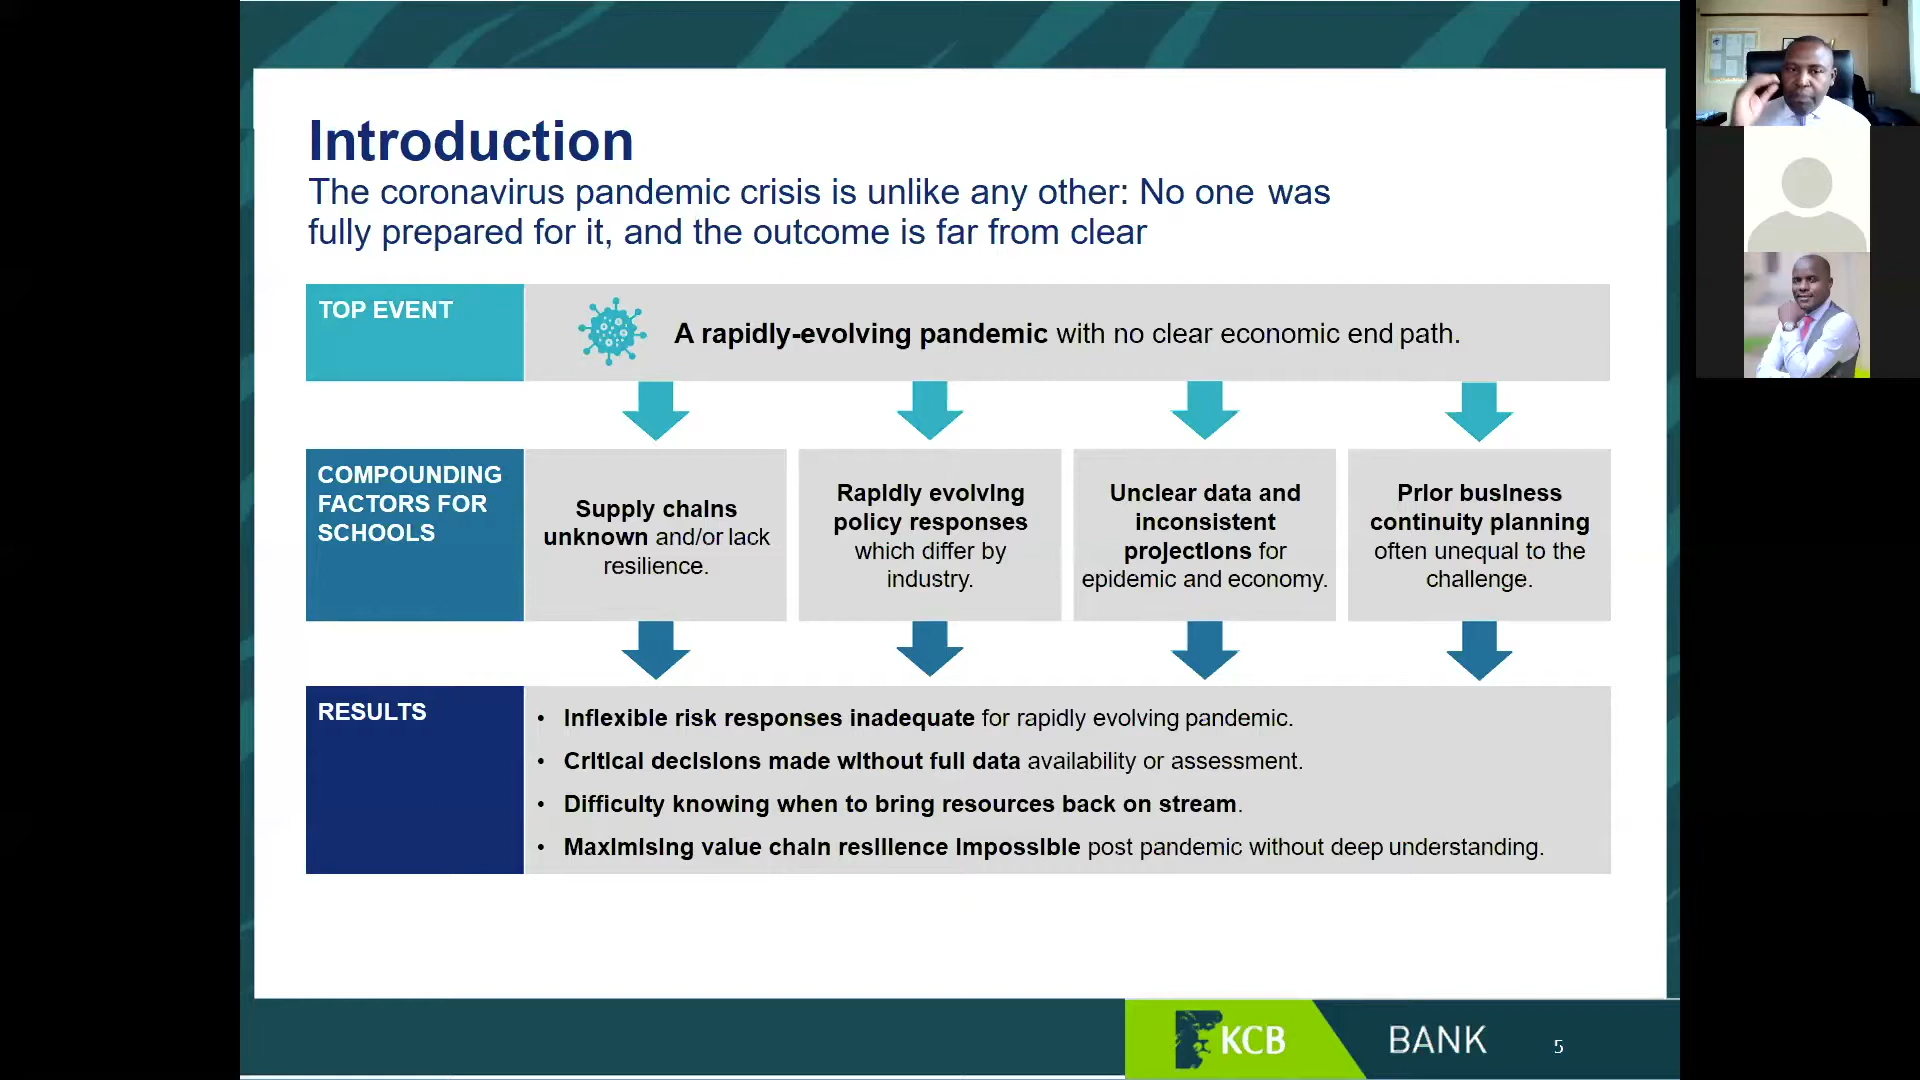 Introduction
The coronavirus pandemic crisis is unlike any other: No one was
fully prepared for it, and the outcome is far from clear
TOP EVENT
A rapidly-evolving pandemic with no clear economic end path.
COMPOUNDING
FACTORS FOR
SCHOOLS
Supply chains
unknown and/or lack
resilience.
Rapidly evolving
policy responses
which differ by
industry.
Unclear data and
inconsistent
projections for
epidemic and economy.
Prior business
continuity planning
often unequal to the
challenge.
RESULTS
• Inflexible risk responses inadequate for rapidly evolving pandemic.
• Critical decisions made without full data availability or assessment.
• Difficulty knowing when to bring resources back on stream.
• Maximising value chain resilience impossible post pandemic without deep understanding.
KCB BANK 5